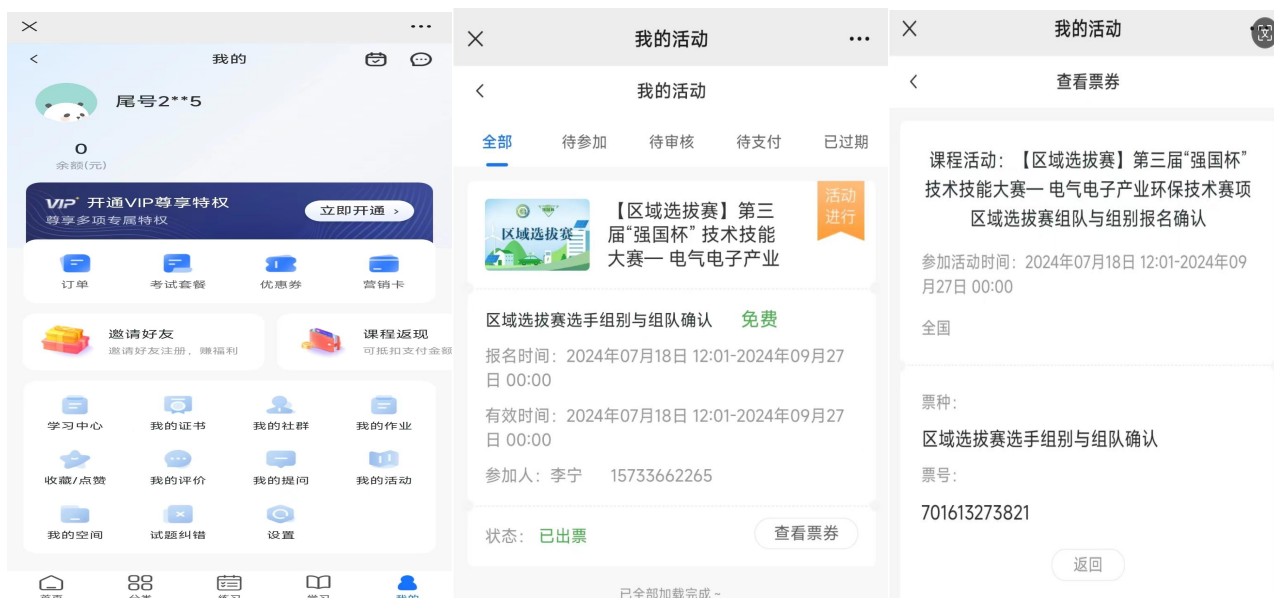 我的
尾号2**5
0
余额(元)
VIP 开通VIP尊享特权
尊享多项专属特权
立即开通 >
订单
考试套餐
优惠券
营销卡
邀请好友
邀请好友注册，赚福利
课程返现
可抵扣支付金额
学习中心
我的证书
我的社群
我的作业
收藏/点赞
我的评价
我的提问
我的活动
我的空间
试题纠错
设置
首页
分类
练习
学习
我的
我的活动
我的活动
全部
待参加
待审核
待支付
已过期
区域选拔赛
【区域选拔赛】第三
届“强国杯” 技术技能
大赛— 电气电子产业
活动
进行
区域选拔赛选手组别与组队确认 免费
报名时间：2024年07月18日 12:01-2024年09月27
日 00:00
有效时间：2024年07月18日 12:01-2024年09月27
日 00:00
参加人：李宁 15733662265
状态：已出票
查看票券
已全部加载完成 ~
我的活动
文
查看票券
课程活动：【区域选拔赛】第三届“强国杯”
技术技能大赛— 电气电子产业环保技术赛项
区域选拔赛组队与组别报名确认
参加活动时间：2024年07月18日 12:01-2024年09
月27日 00:00
全国
票种：
区域选拔赛选手组别与组队确认
票号：
701613273821
返回